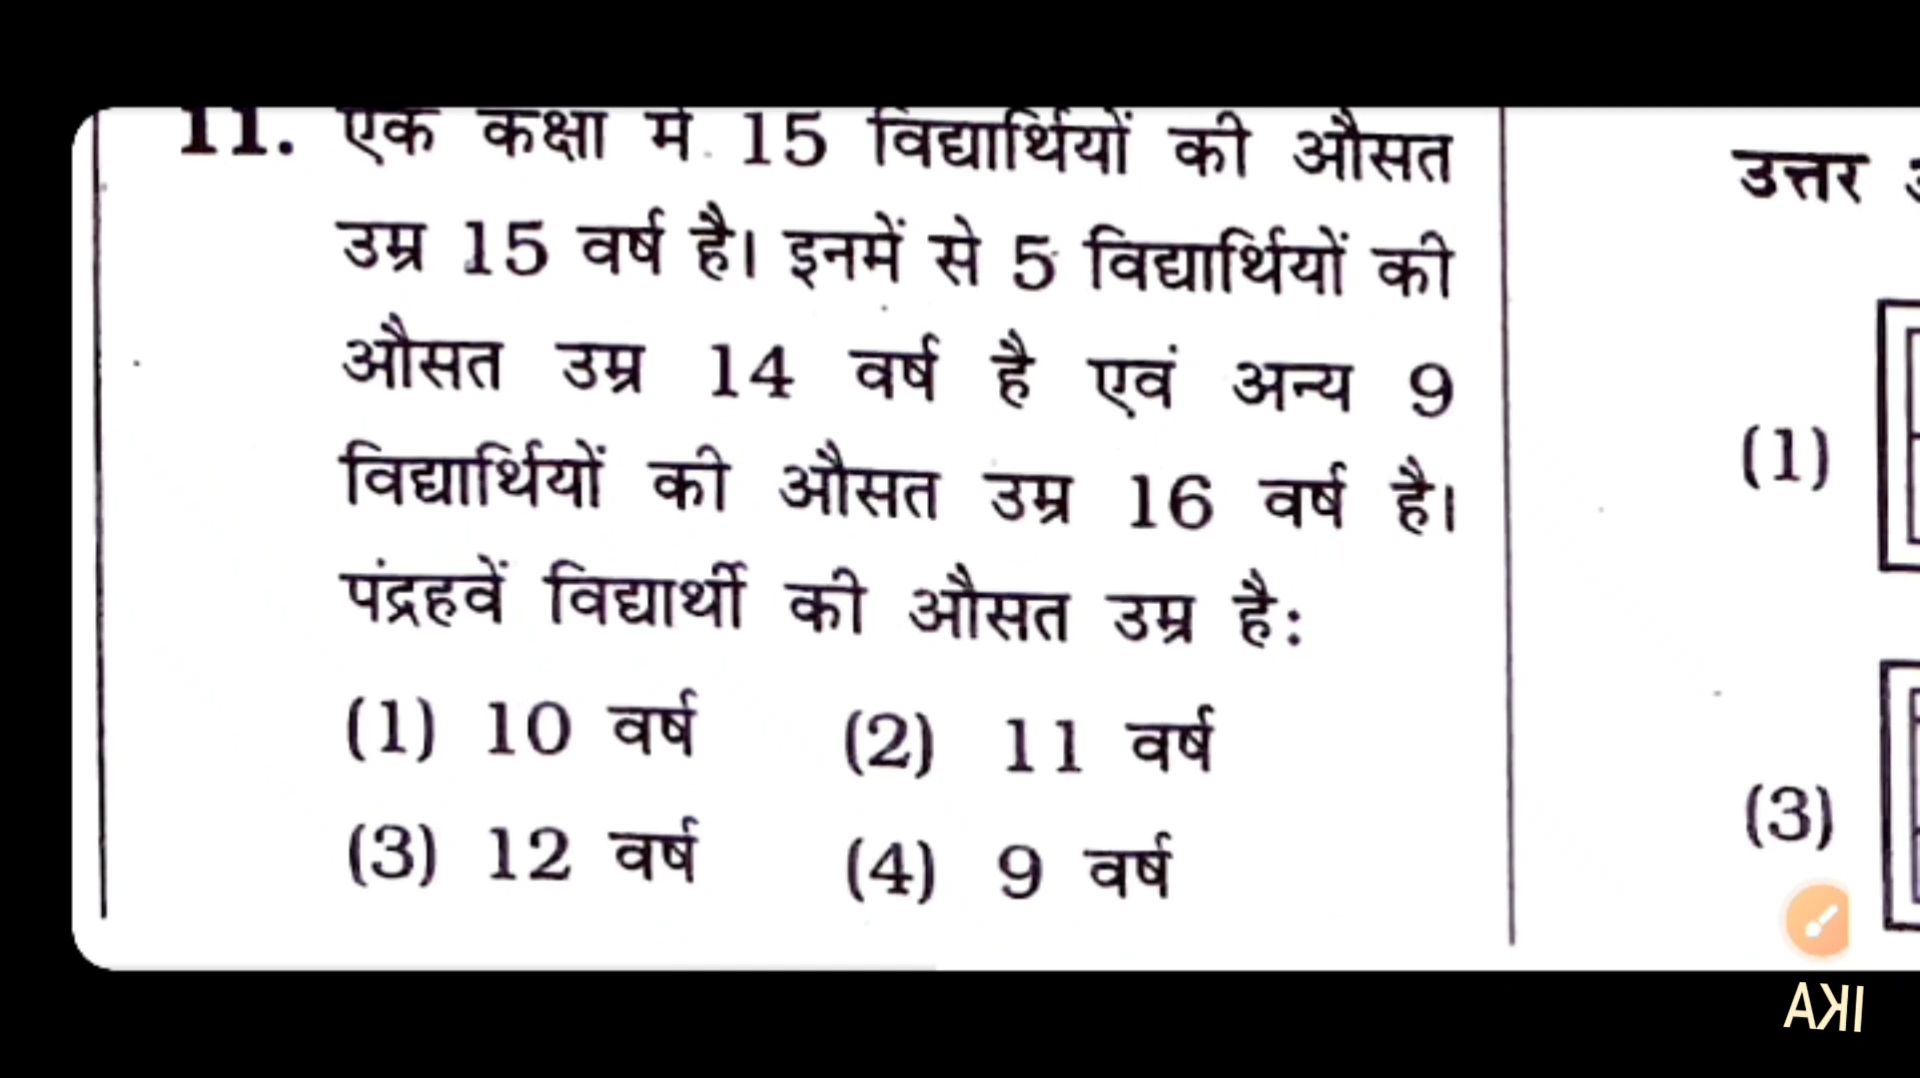 11. एक कक्षा में 15 विद्यार्थियों की औसत
उम्र 15 वर्ष है। इनमें से 5 विद्यार्थियों की
औसत उम्र 14 वर्ष है एवं अन्य 9
विद्यार्थियों की औसत उम्र 16 वर्ष है।
पंद्रहवें विद्यार्थी की औसत उम्र है:
(1) 10 वर्ष (2) 11 वर्ष
(3) 12 वर्ष (4) 9 वर्ष
उत्तर
(1)
(3)